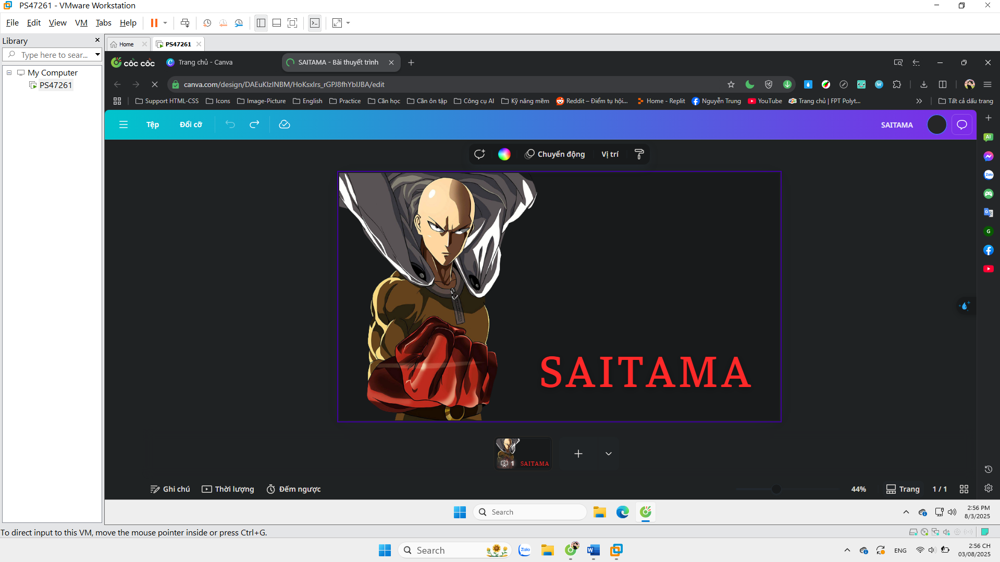 PS47261 - VMware Workstation
File Edit View VM Tabs Help
Library
Type here to sear...
My Computer
PS47261
Home
PS47261
cốc cốc
Trang chủ - Canva
SAITAMA - Bài thuyết trình
canva.com/design/DAEuKIzINBM/HoKsxIrs_rGPJ8fhYbIJBA/edit
Support HTML-CSS Icons Image-Picture English Practice Cần học Cần ôn tập Công cụ AI Kỹ năng mềm Reddit – Điểm tụ hội... Home - Replit Nguyễn Trung YouTube Trang chủ | FPT Polyt... Tất cả dấu trang
Tệp Đổi cỡ
SAITAMA
Chuyển động Vị trí
SAITAMA
1 SAITAMA
Ghi chú Thời lượng Đếm ngược
44% Trang 1 / 1
AI
Zalo
G
Search
2:56 PM
8/3/2025
To direct input to this VM, move the mouse pointer inside or press Ctrl+G.
Search
Zalo
ENG
2:56 CH
03/08/2025